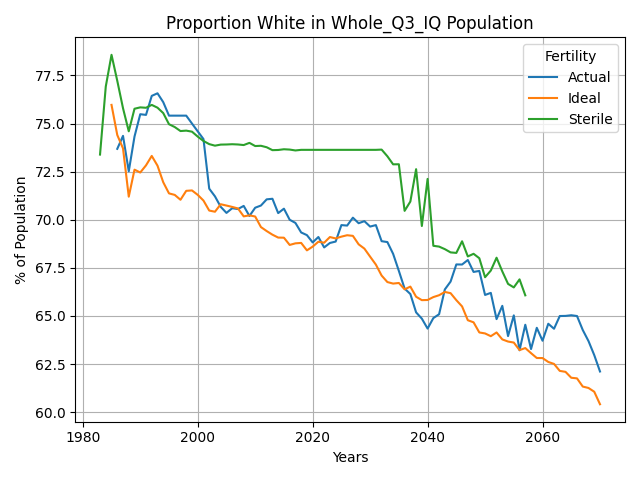 Proportion White in Whole_Q3_IQ Population
Fertility
Actual
Ideal
Sterile
% of Population
77.5
75.0
72.5
70.0
67.5
65.0
62.5
60.0
1980
2000
2020
2040
2060
Years